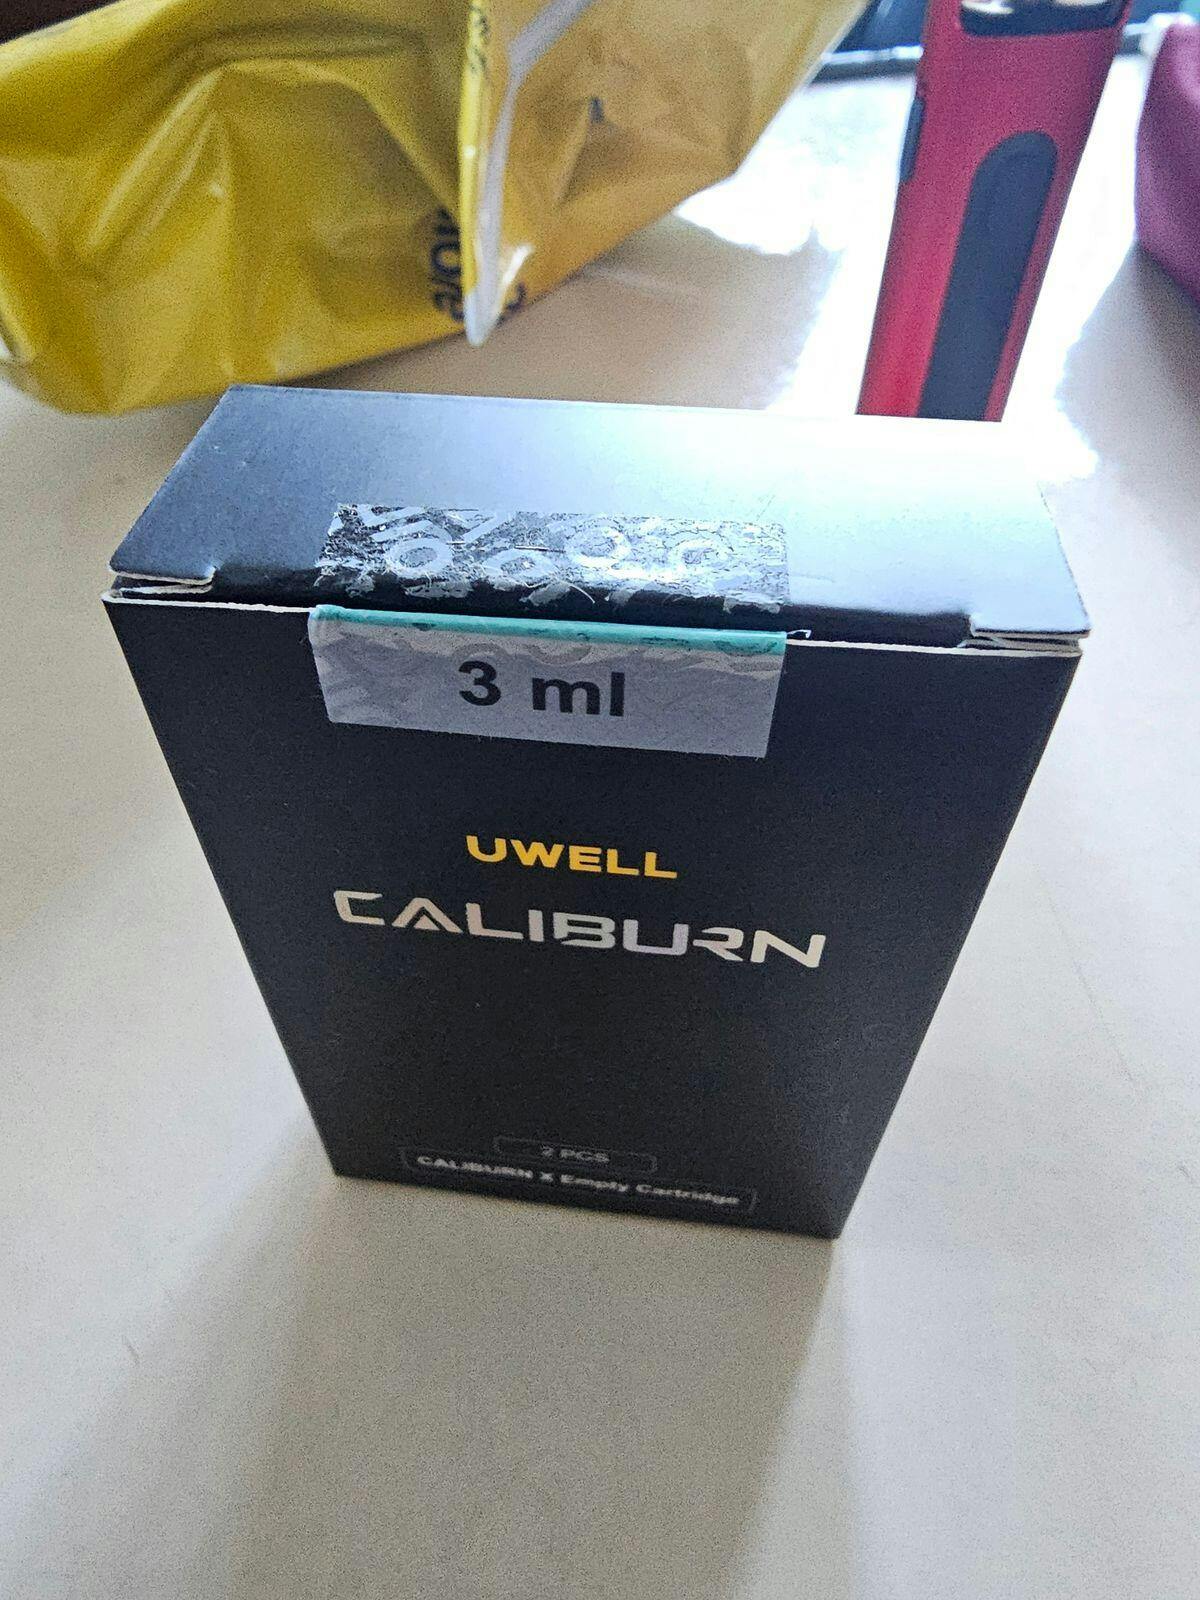 3 ml
UWELL
CALIBURN
2 PCS
CALIBURN X Empty Cartridge